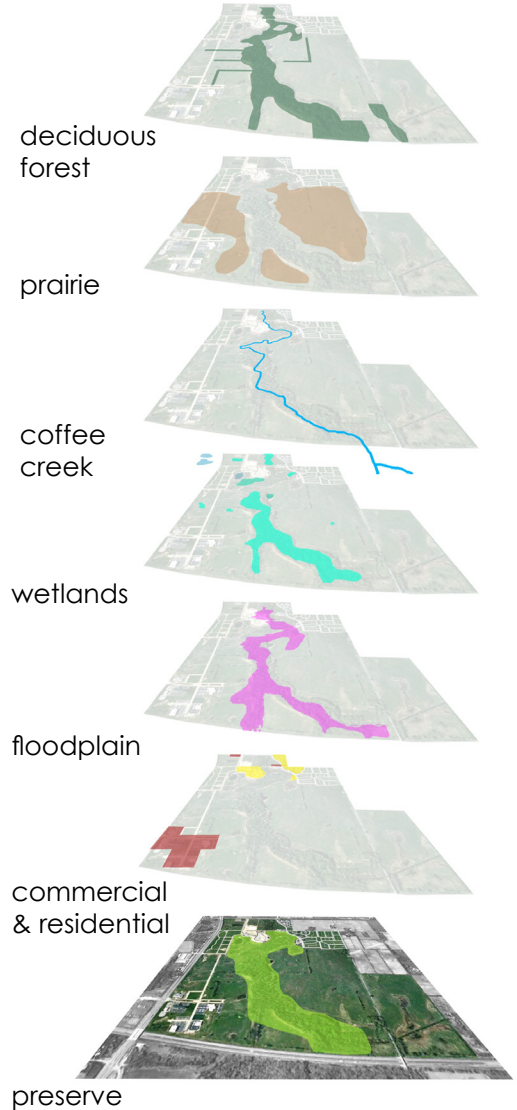 deciduous
forest
prairie
coffee
creek
wetlands
floodplain
commercial
& residential
preserve